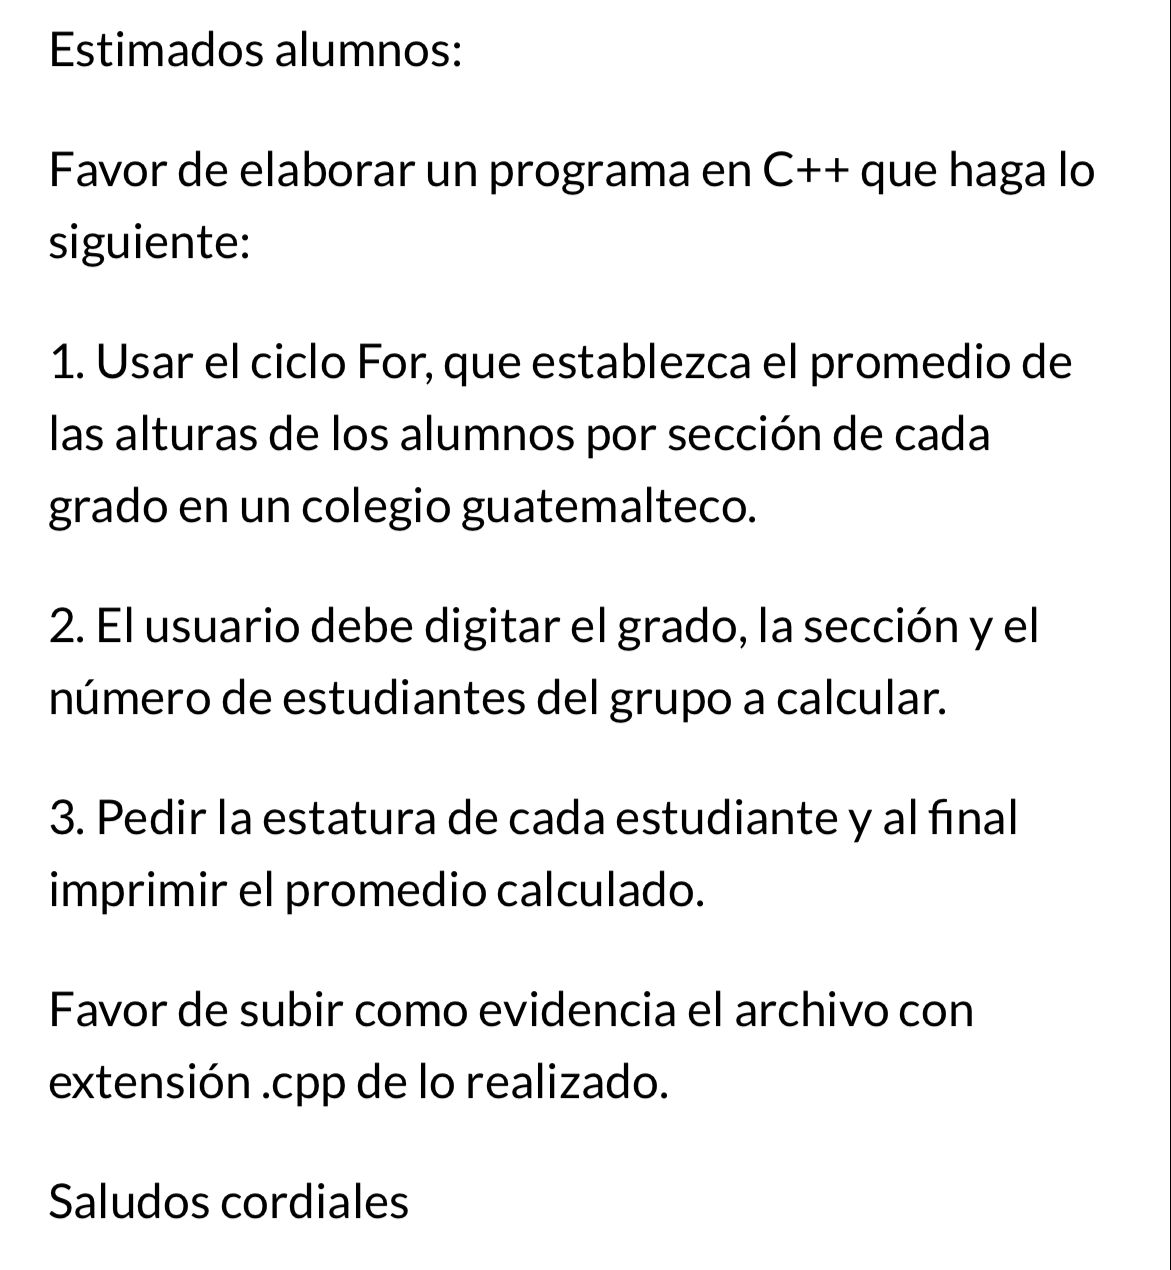 Estimados alumnos:
Favor de elaborar un programa en C++ que haga lo
siguiente:
1. Usar el ciclo For, que establezca el promedio de
las alturas de los alumnos por sección de cada
grado en un colegio guatemalteco.
2. El usuario debe digitar el grado, la sección y el
número de estudiantes del grupo a calcular.
3. Pedir la estatura de cada estudiante y al final
imprimir el promedio calculado.
Favor de subir como evidencia el archivo con
extensión .cpp de lo realizado.
Saludos cordiales